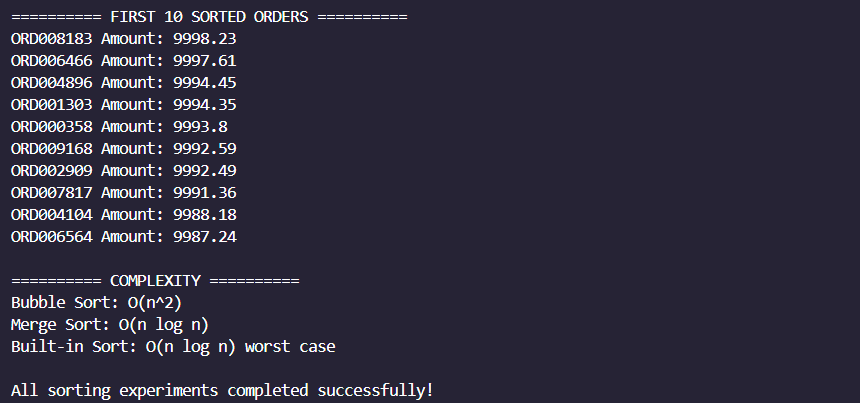 ========== FIRST 10 SORTED ORDERS ==========
ORD008183 Amount: 9998.23
ORD006466 Amount: 9997.61
ORD004896 Amount: 9994.45
ORD001303 Amount: 9994.35
ORD000358 Amount: 9993.8
ORD009168 Amount: 9992.59
ORD002909 Amount: 9992.49
ORD007817 Amount: 9991.36
ORD004104 Amount: 9988.18
ORD006564 Amount: 9987.24
========== COMPLEXITY ==========
Bubble Sort: O(n^2)
Merge Sort: O(n log n)
Built-in Sort: O(n log n) worst case
All sorting experiments completed successfully!